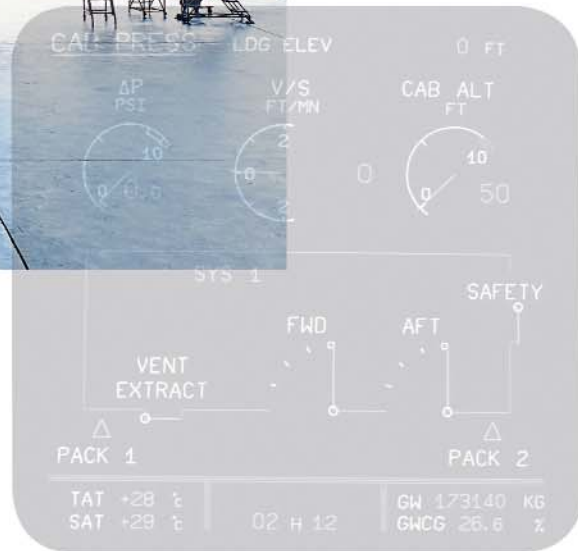 CAB PRESS LDG ELEV 0 FT
ΔP V/S CAB ALT
PSI FT/MN FT
2 10
10
0 0 0 0 50
2
SYS 1
SAFETY
FWD AFT
VENT
EXTRACT
PACK 1 PACK 2
TAT +28 °C GW 173140 KG
SAT +29 °C 02 H 12 GWCG 26.6 %